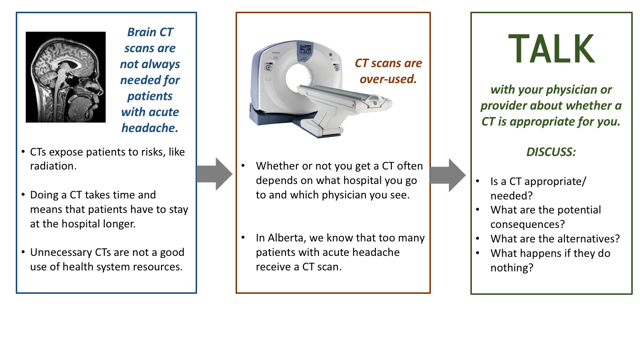 Brain CT
scans are
not always
needed for
patients
with acute
headache.
• CTs expose patients to risks, like
radiation.
• Doing a CT takes time and
means that patients have to stay
at the hospital longer.
• Unnecessary CTs are not a good
use of health system resources.
CT scans are
over-used.
• Whether or not you get a CT often
depends on what hospital you go
to and which physician you see.
• In Alberta, we know that too many
patients with acute headache
receive a CT scan.
TALK
with your physician or
provider about whether a
CT is appropriate for you.
DISCUSS:
• Is a CT appropriate/
needed?
• What are the potential
consequences?
• What are the alternatives?
• What happens if they do
nothing?